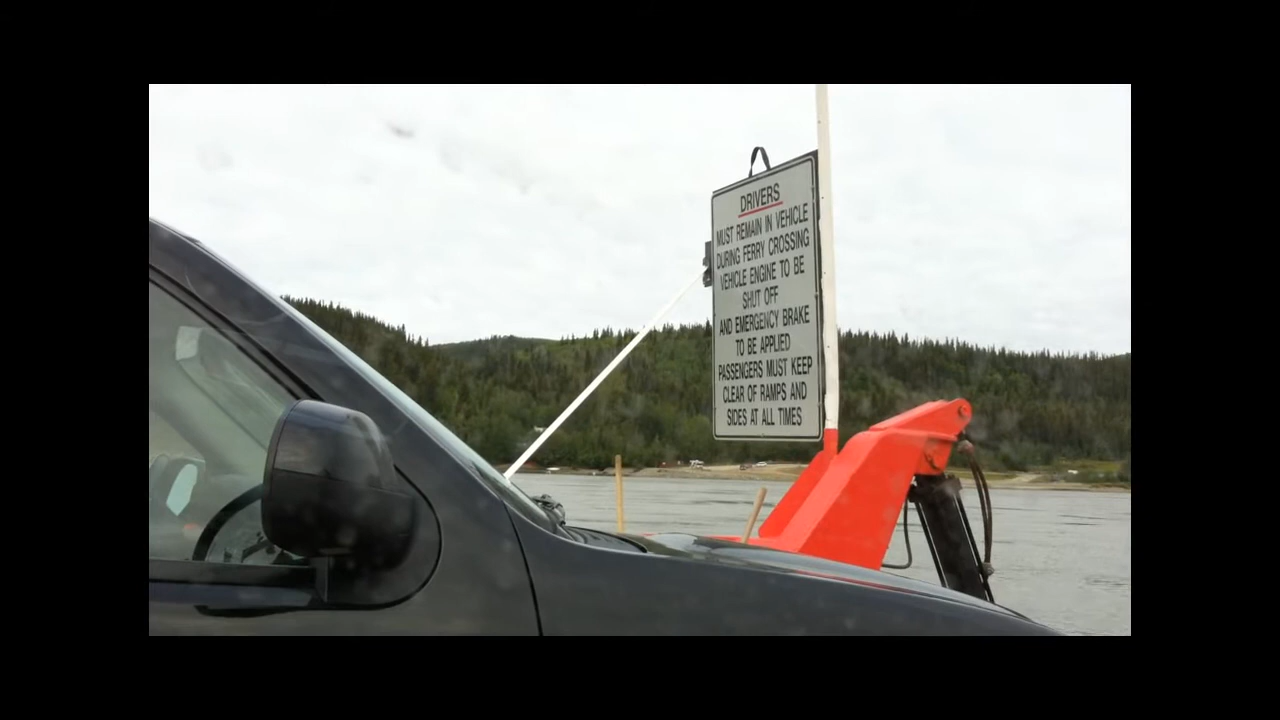 DRIVERS
MUST REMAIN IN VEHICLE
DURING FERRY CROSSING
VEHICLE ENGINE TO BE
SHUT OFF
AND EMERGENCY BRAKE
TO BE APPLIED
PASSENGERS MUST KEEP
CLEAR OF RAMPS AND
SIDES AT ALL TIMES